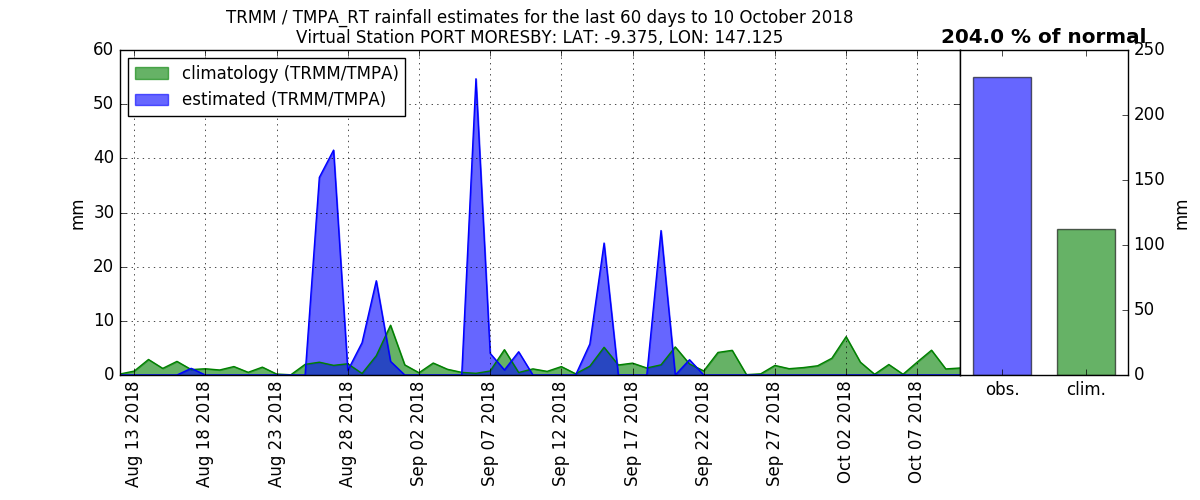 TRMM / TMPA_RT rainfall estimates for the last 60 days to 10 October 2018
Virtual Station PORT MORESBY: LAT: -9.375, LON: 147.125
204.0 % of normal
climatology (TRMM/TMPA)
estimated (TRMM/TMPA)
mm
60
50
40
30
20
10
0
Aug 13 2018
Aug 18 2018
Aug 23 2018
Aug 28 2018
Sep 02 2018
Sep 07 2018
Sep 12 2018
Sep 17 2018
Sep 22 2018
Sep 27 2018
Oct 02 2018
Oct 07 2018
obs.
clim.
250
200
150
100
50
0
mm